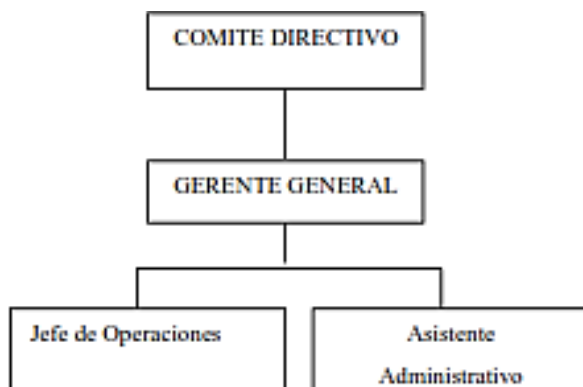 COMITE DIRECTIVO
GERENTE GENERAL
Jefe de Operaciones
Asistente
Administrativo